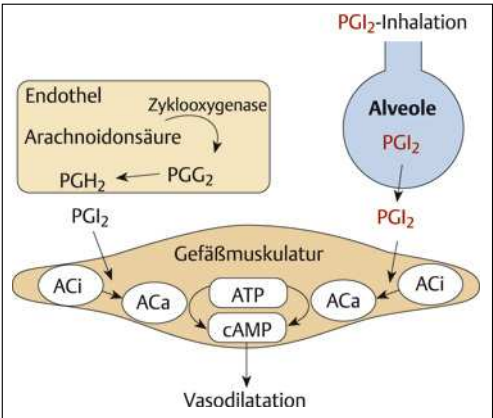 PGI₂-Inhalation
Endothel
Zyklooxygenase
Arachnoidonsäure
PGH₂
PGG₂
Alveole
PGI₂
PGI₂
PGI₂
Gefäßmuskulatur
ACi
ACa
ATP
cAMP
ACa
ACi
Vasodilatation